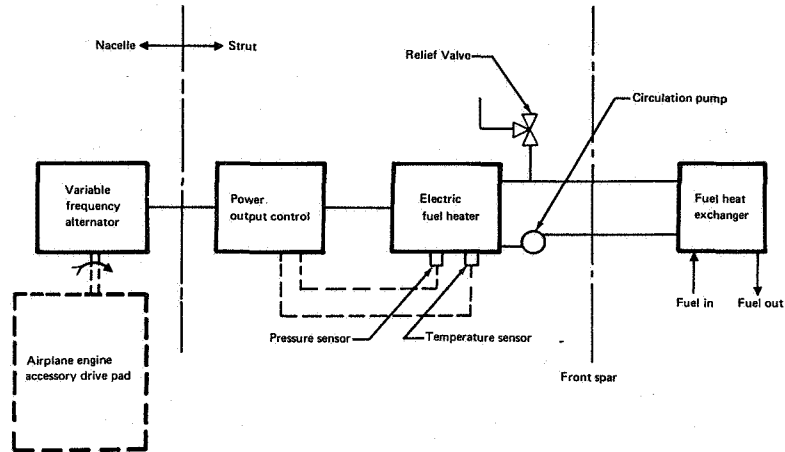 Nacelle
Strut
Relief Valve
Circulation pump
Variable
frequency
alternator
Power
output control
Electric
fuel heater
Fuel heat
exchanger
Fuel in
Fuel out
Pressure sensor
Temperature sensor
Airplane engine
accessory drive pad
Front spar